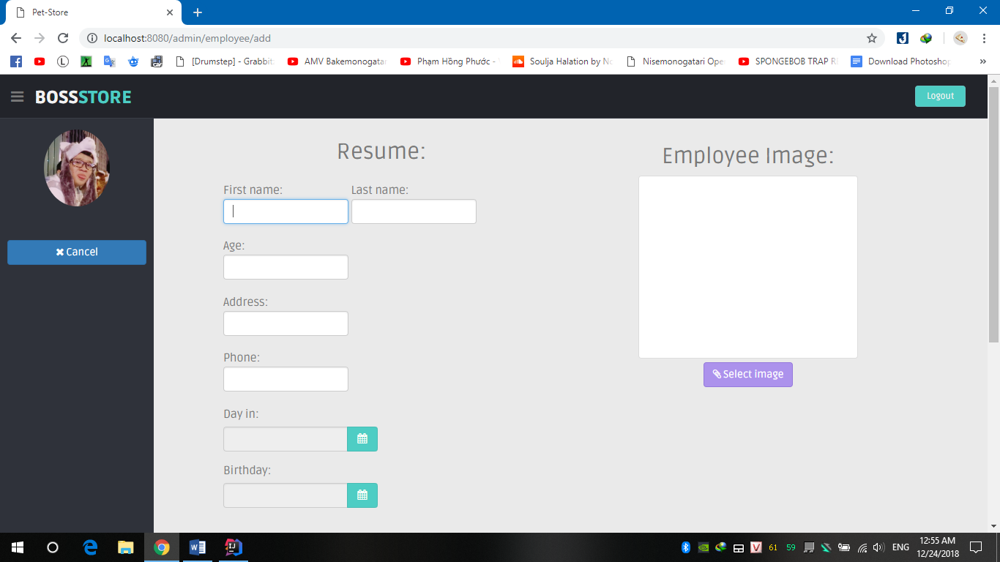 Pet-Store
localhost:8080/admin/employee/add
[Drumstep] - Grabbit
AMV Bakemonogatar
Phạm Hồng Phước -
Soulja Halation by No
Nisemonogatari Ope
SPONGEBOB TRAP RE
Download Photoshop
BOSSSTORE
Logout
Cancel
Resume:
Employee Image:
First name:
Last name:
Age:
Address:
Phone:
Select image
Day in:
Birthday:
61
59
ENG
12:55 AM
12/24/2018